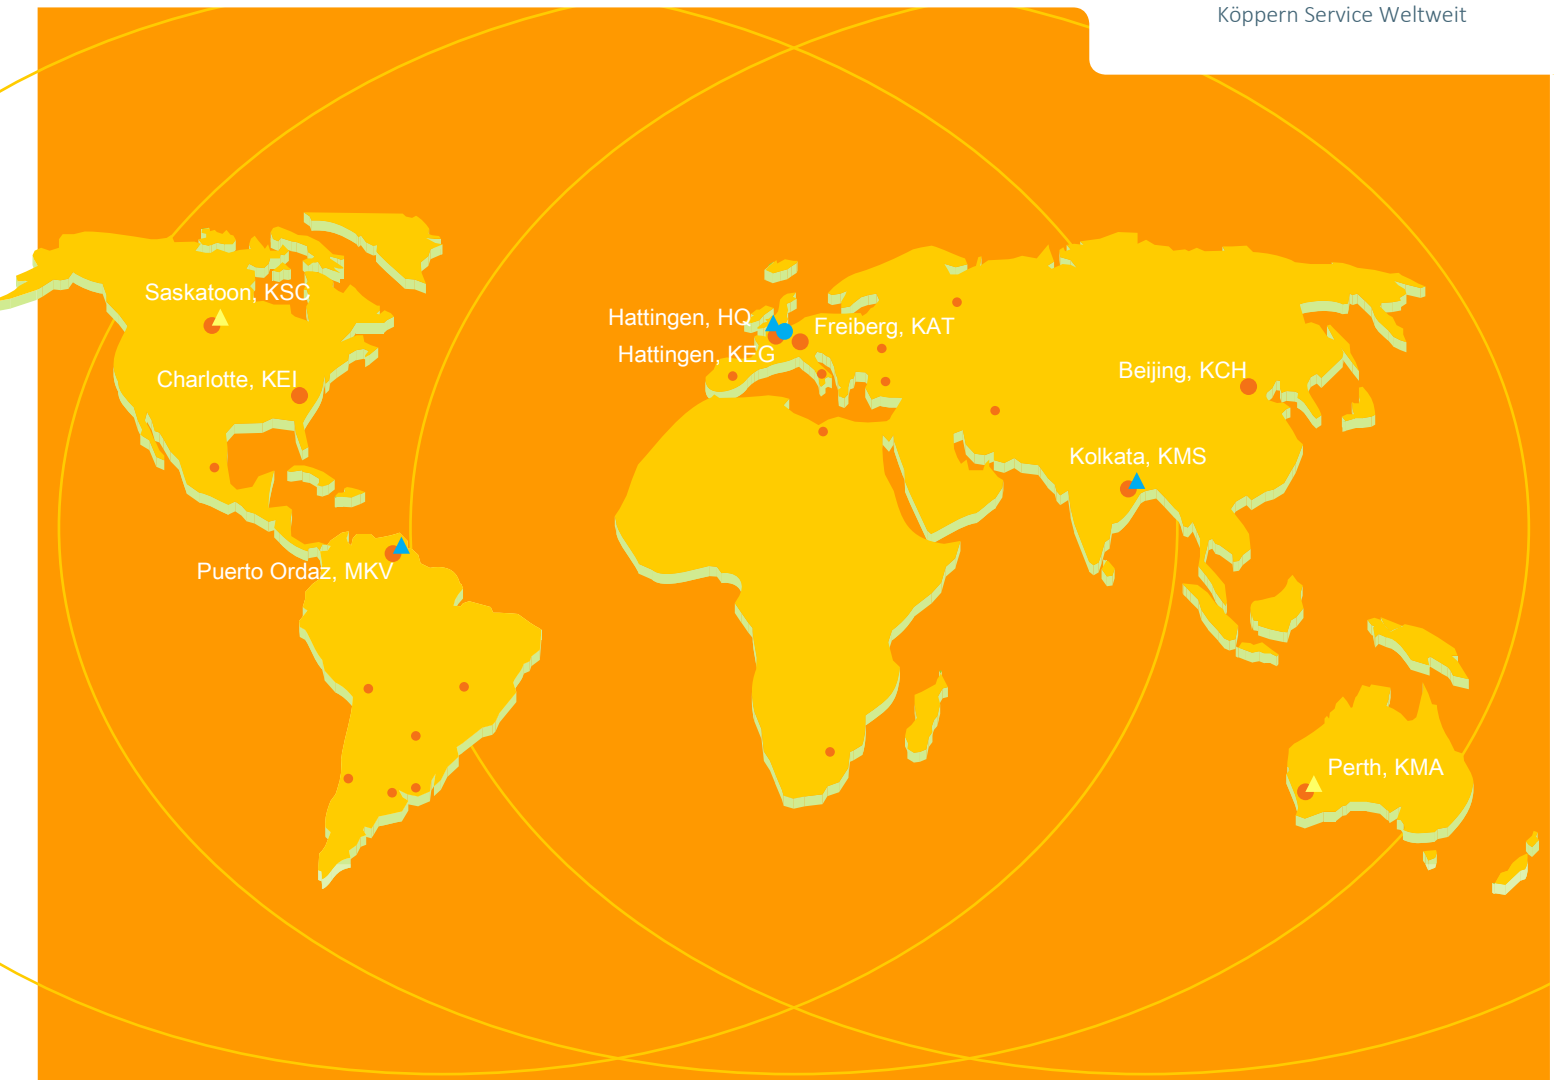 Köppern Service Weltweit
Saskatoon, KSC
Hattingen, HQ
Freiberg, KAT
Hattingen, KEG
Charlotte, KEI
Beijing, KCH
Kolkata, KMS
Puerto Ordaz, MKV
Perth, KMA